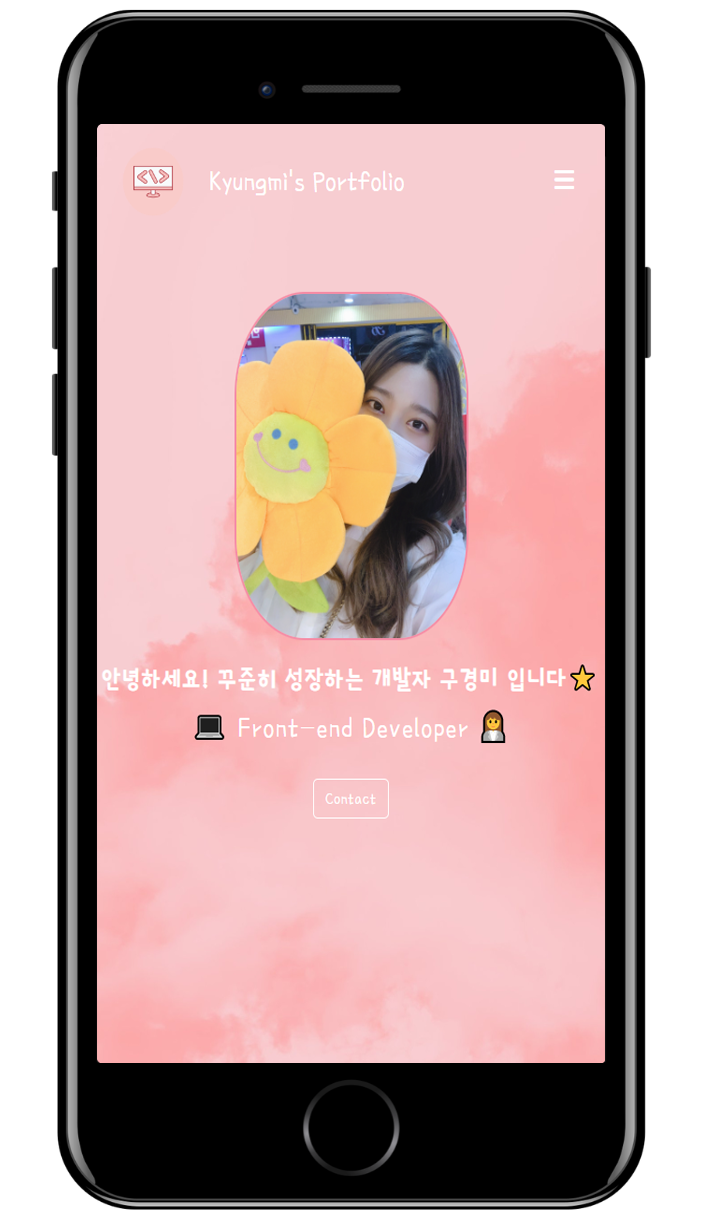 Kyungmi's Portfolio
안녕하세요! 꾸준히 성장하는 개발자 구경미 입니다⭐
💻 Front-end Developer 👩‍💼
Contact